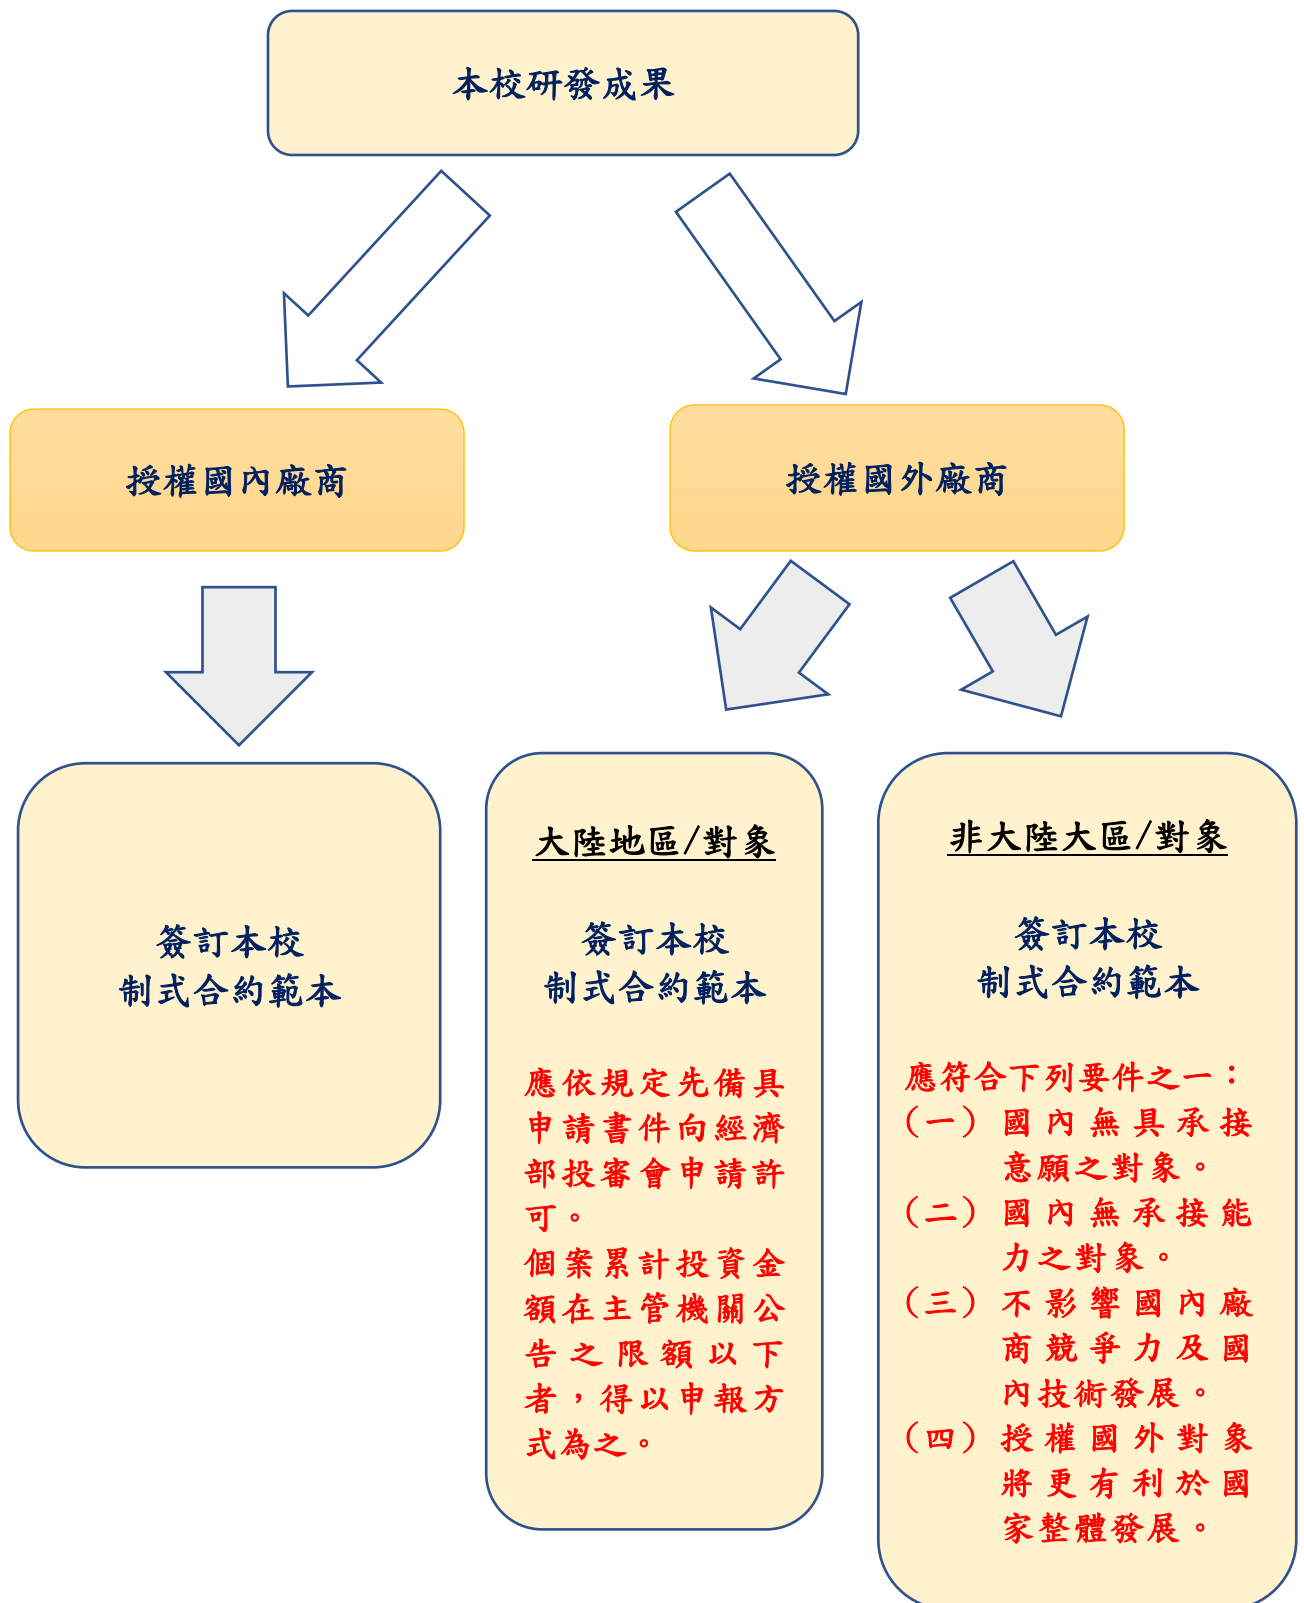 本校研發成果
授權國內廠商
授權國外廠商
簽訂本校
制式合約範本
大陸地區/對象
簽訂本校
制式合約範本
應依規定先備具
申請書件向經濟
部投審會申請許
可。
個案累計投資金
額在主管機關公
告之限額以下
者，得以申報方
式為之。
非大陸大區/對象
簽訂本校
制式合約範本
應符合下列要件之一：
（一）國內無具承接
意願之對象。
（二）國內無承接能
力之對象。
（三）不影響國內廠
商競爭力及國
內技術發展。
（四）授權國外對象
將更有利於國
家整體發展。